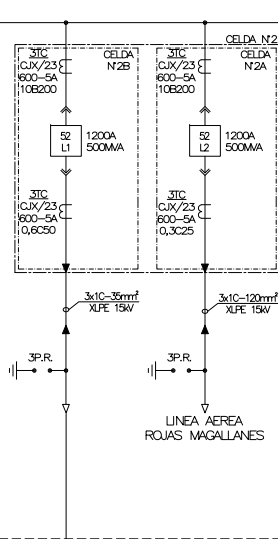 CELDA N°2
3TC
CJX/23
600-5A
10B200
CELDA
N°2B
52
L1
1200A
500MVA
3TC
CJX/23
600-5A
0,6C50
3x1C-35mm²
XLPE 15kV
3P.R.
3TC
CJX/23
600-5A
10B200
CELDA
N°2A
52
L2
1200A
500MVA
3TC
CJX/23
600-5A
0,3C25
3x1C-120mm²
XLPE 15kV
3P.R.
LINEA AEREA
ROJAS MAGALLANES